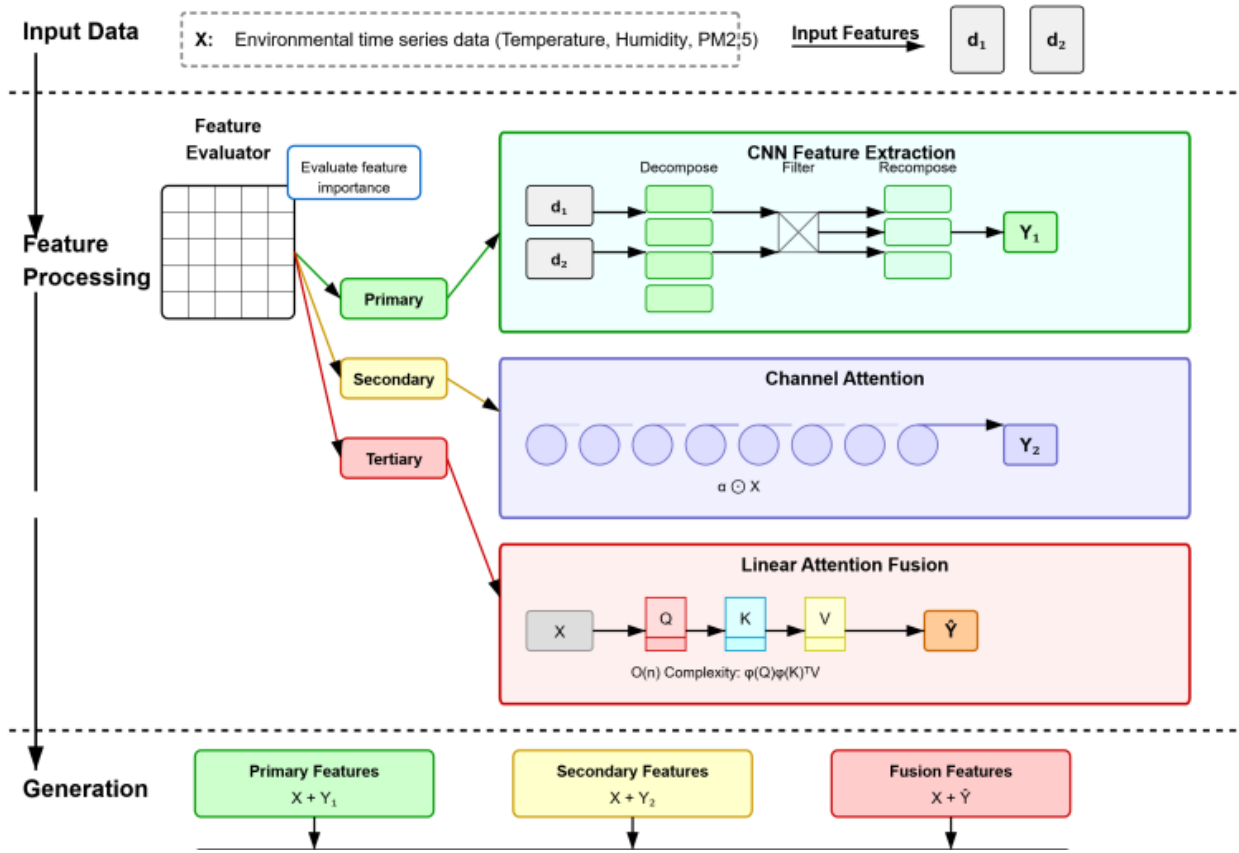 Input Data
X: Environmental time series data (Temperature, Humidity, PM2.5)
Input Features
d₁
d₂
Feature
Evaluator
Evaluate feature
importance
Feature
Processing
Primary
Secondary
Tertiary
CNN Feature Extraction
Decompose
Filter
Recompose
d₁
d₂
Y₁
Channel Attention
Y₂
α ⊙ X
Linear Attention Fusion
X
Q
K
V
Ŷ
O(n) Complexity: φ(Q)φ(K)ᵀV
Generation
Primary Features
X + Y₁
Secondary Features
X + Y₂
Fusion Features
X + Ŷ